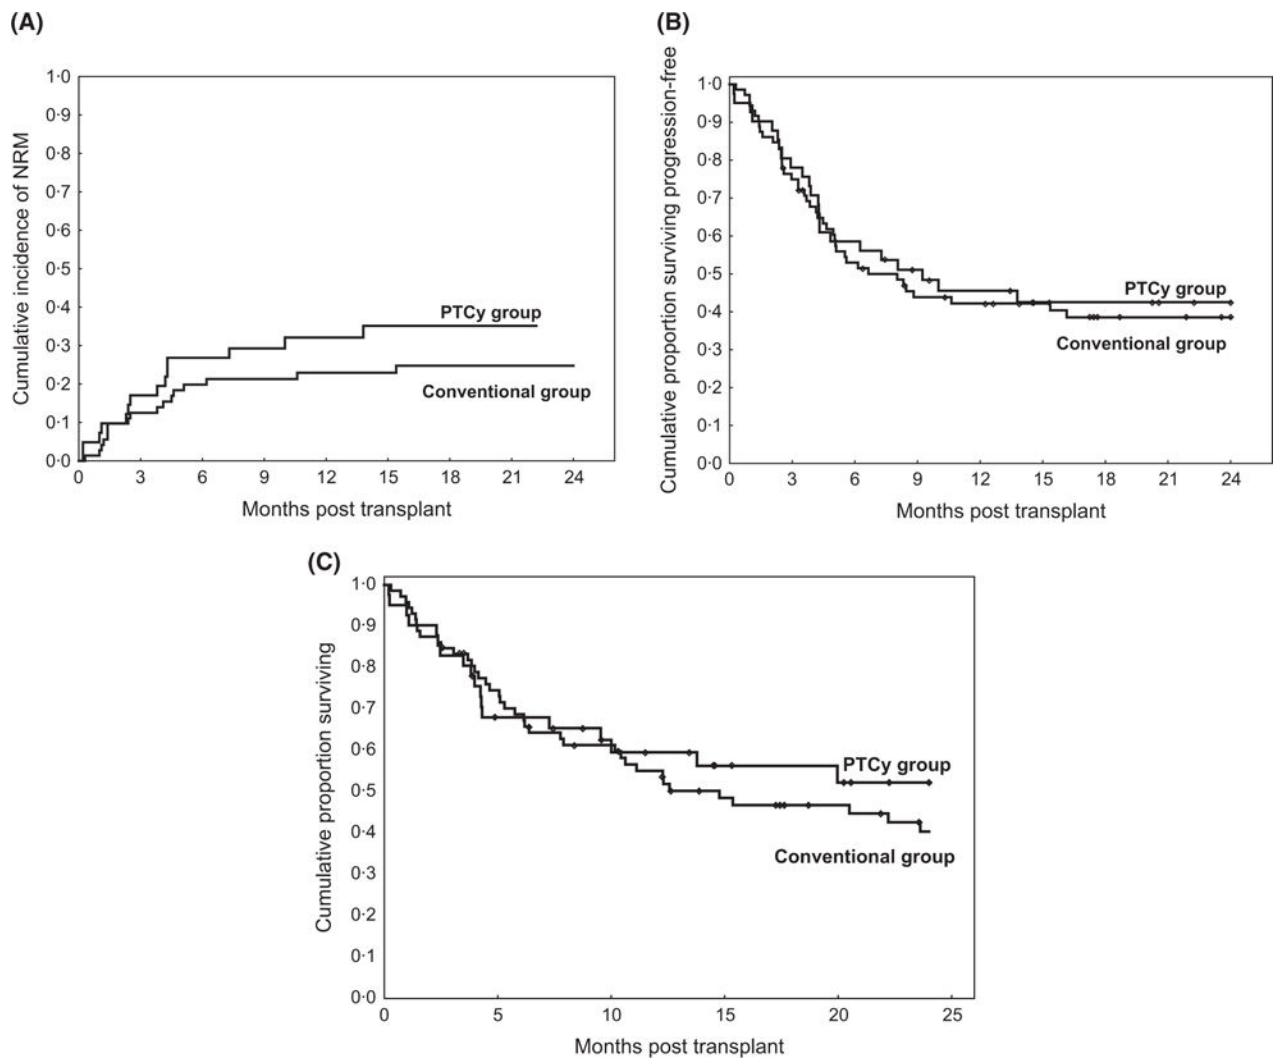 (A)
Cumulative incidence of NRM
1·0
0·9
0·8
0·7
0·6
0·5
0·4
0·3
0·2
0·1
0·0
PTCy group
Conventional group
0 3 6 9 12 15 18 21 24
Months post transplant
(B)
Cumulative proportion surviving progression-free
1·0
0·9
0·8
0·7
0·6
0·5
0·4
0·3
0·2
0·1
0·0
PTCy group
Conventional group
0 3 6 9 12 15 18 21 24
Months post transplant
(C)
Cumulative proportion surviving
1·0
0·9
0·8
0·7
0·6
0·5
0·4
0·3
0·2
0·1
0·0
PTCy group
Conventional group
0 5 10 15 20 25
Months post transplant